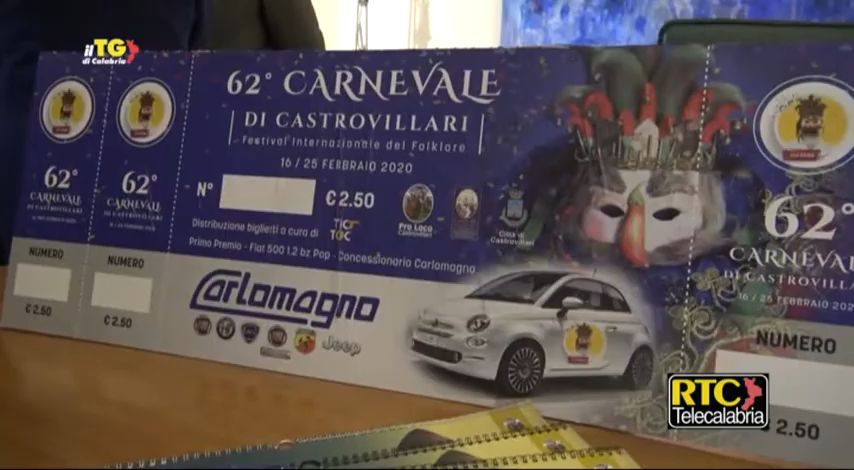 il TG
di Calabria
62° CARNEVALE
DI CASTROVILLARI
Festival Internazionale del Folklore
16 / 25 FEBBRAIO 2020
N° € 2.50
Pro Loco
Castrovillari
Città di
Castrovillari
Distribuzione biglietti a cura di TIC TOC
Primo Premio - Fiat 500 1.2 bz Pop - Concessionaria Carlomagno
Carlomagno
Jeep
62°
CARNEVALE
DI CASTROVILLARI
NUMERO
€ 2.50
62°
CARNEVALE
DI CASTROVILLARI
NUMERO
€ 2.50
62°
CARNEVALE
DI CASTROVILLA
16 / 25 FEBBRAIO 202
NUMERO
€ 2.50
RTC
Telecalabria